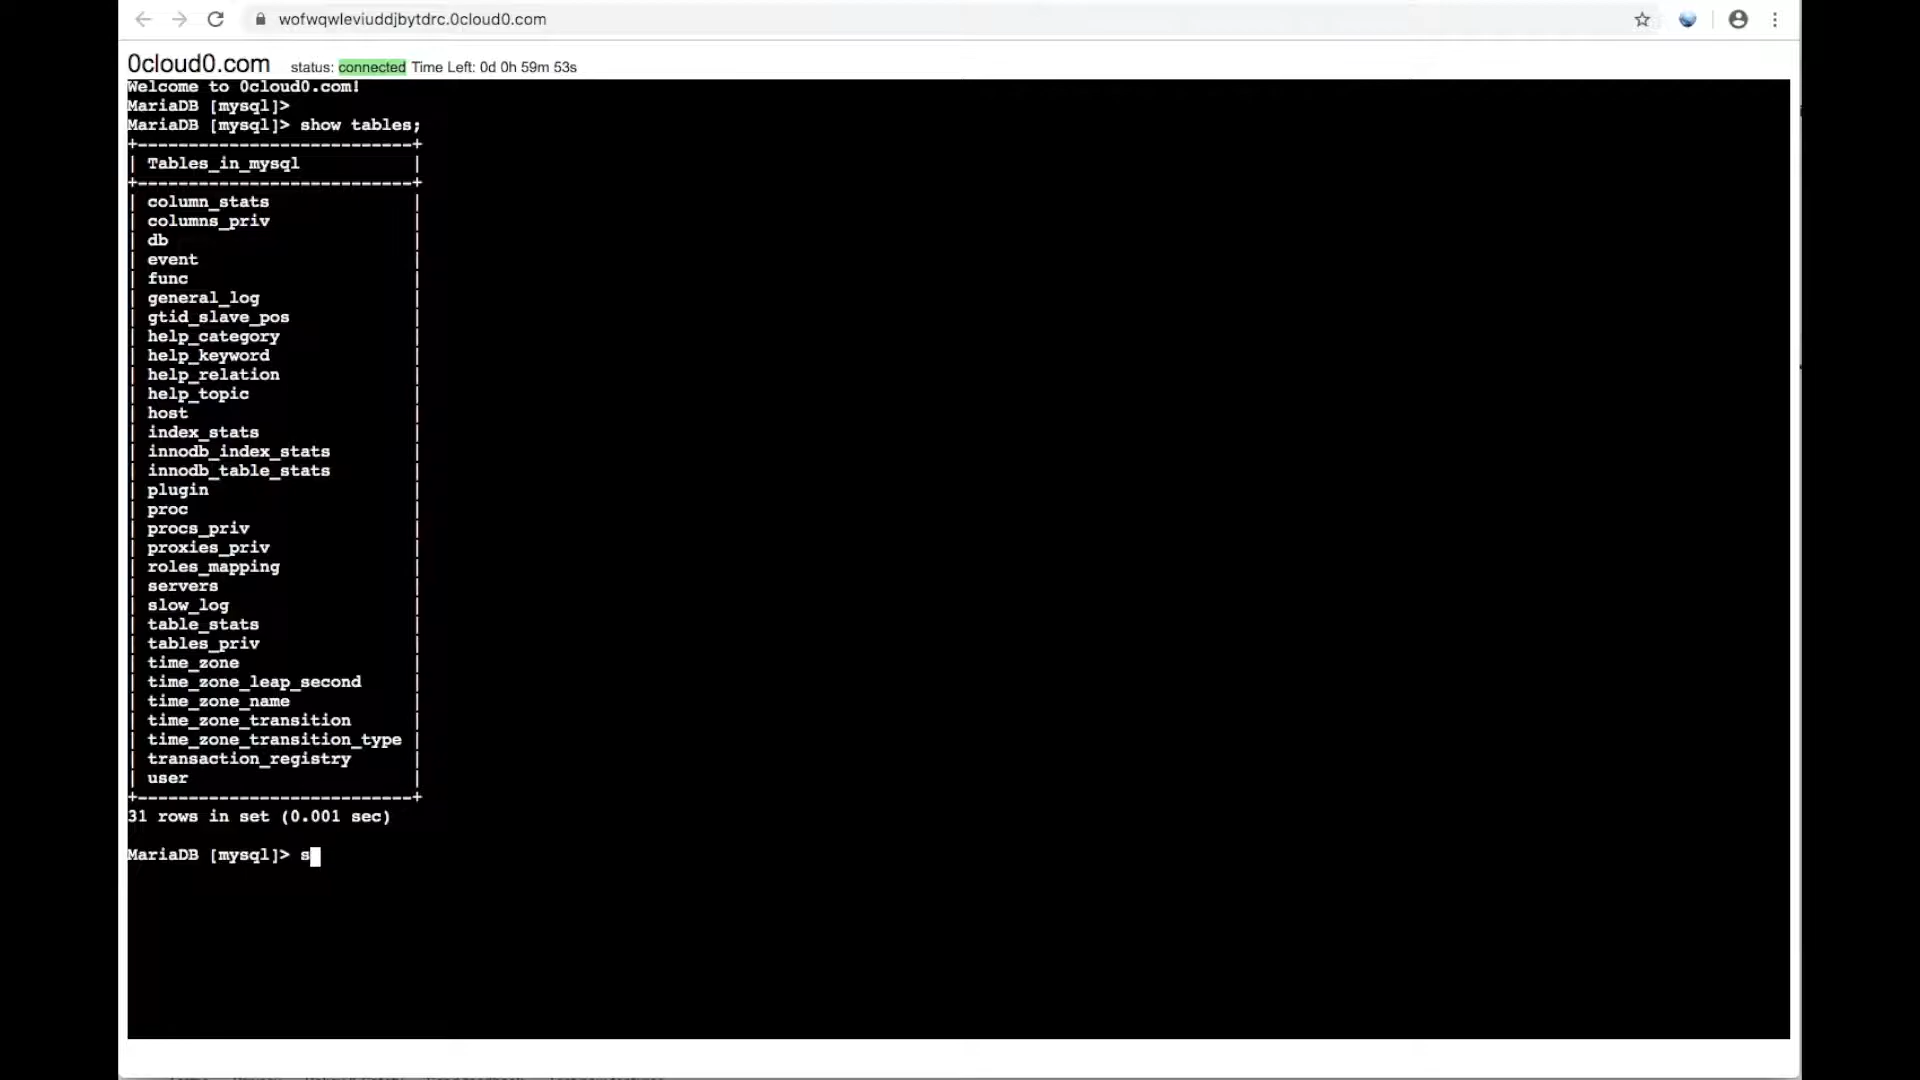 wofwqwleviuddjbytdrc.0cloud0.com
0cloud0.com status: connected Time Left: 0d 0h 59m 53s
Welcome to 0cloud0.com!
MariaDB [mysql]>
MariaDB [mysql]> show tables;
+---------------------------+
| Tables_in_mysql           |
+---------------------------+
| column_stats              |
| columns_priv              |
| db                        |
| event                     |
| func                      |
| general_log               |
| gtid_slave_pos            |
| help_category             |
| help_keyword              |
| help_relation             |
| help_topic                |
| host                      |
| index_stats               |
| innodb_index_stats        |
| innodb_table_stats        |
| plugin                    |
| proc                      |
| procs_priv                |
| proxies_priv              |
| roles_mapping             |
| servers                   |
| slow_log                  |
| table_stats               |
| tables_priv               |
| time_zone                 |
| time_zone_leap_second     |
| time_zone_name            |
| time_zone_transition      |
| time_zone_transition_type |
| transaction_registry      |
| user                      |
+---------------------------+
31 rows in set (0.001 sec)
MariaDB [mysql]> s